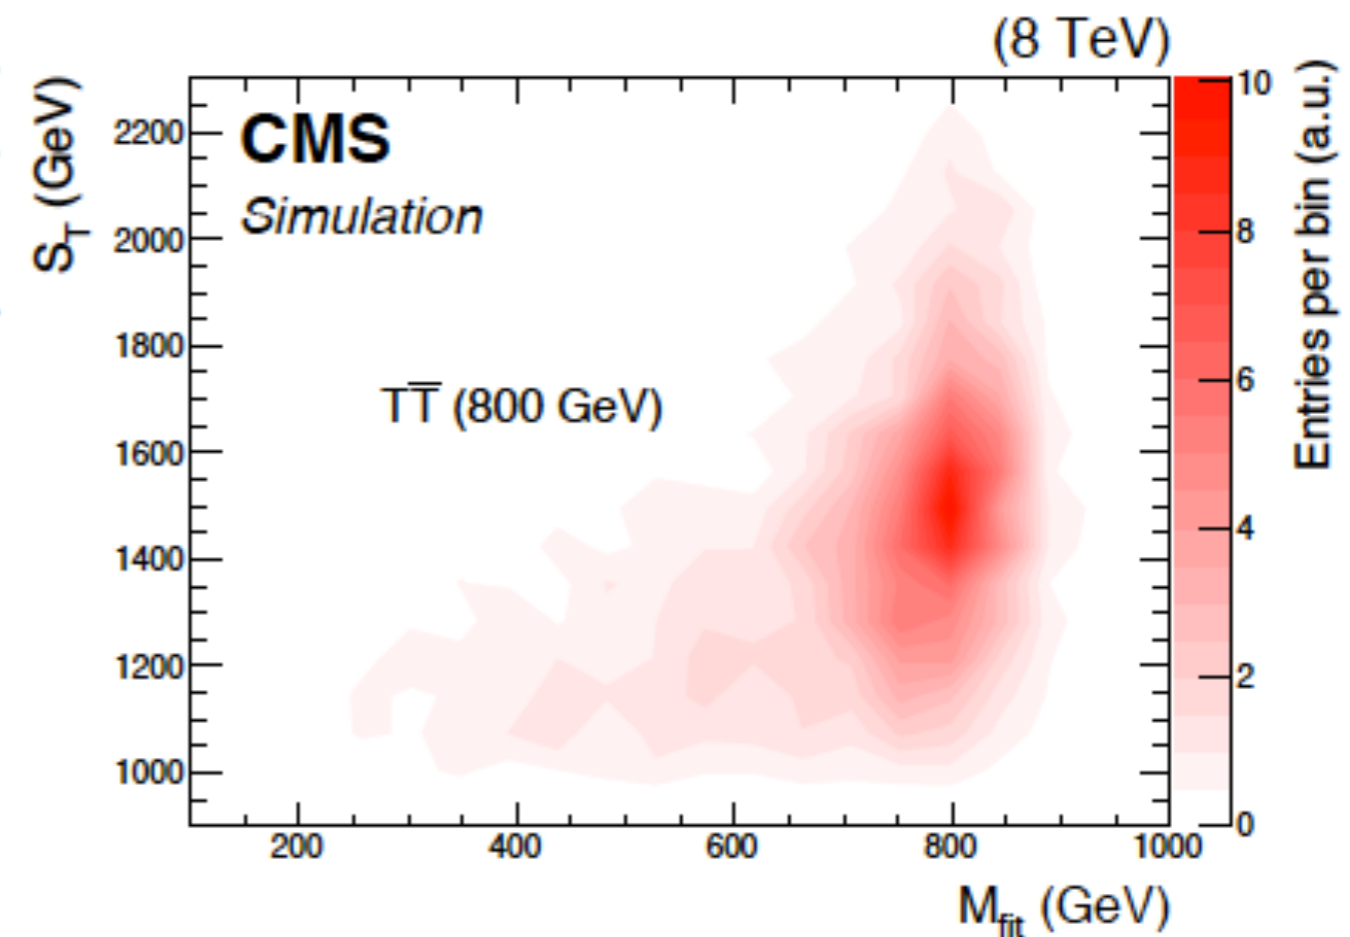 (8 TeV)
CMS
Simulation
TT̅ (800 GeV)
S_T (GeV)
2200
2000
1800
1600
1400
1200
1000
200 400 600 800 1000
M_fit (GeV)
10
8
6
4
2
0
Entries per bin (a.u.)